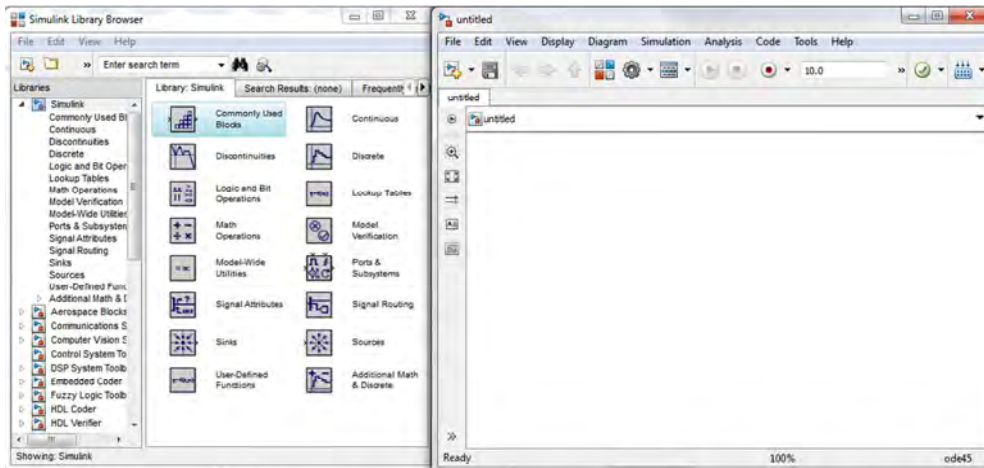 Simulink Library Browser
File Edit View Help
» Enter search term
Libraries
Simulink
Commonly Used Bl
Continuous
Discontinuities
Discrete
Logic and Bit Oper
Lookup Tables
Math Operations
Model Verification
Model-Wide Utilities
Ports & Subsystem
Signal Attributes
Signal Routing
Sinks
Sources
User-Defined Func
Additional Math & D
Aerospace Blocks
Communications S
Computer Vision S
Control System To
DSP System Toolb
Embedded Coder
Fuzzy Logic Toolb
HDL Coder
HDL Verifier
Library: Simulink Search Results: (none) Frequently
Commonly Used Blocks
Continuous
Discontinuities
Discrete
Logic and Bit Operations
Lookup Tables
Math Operations
Model Verification
Model-Wide Utilities
Ports & Subsystems
Signal Attributes
Signal Routing
Sinks
Sources
User-Defined Functions
Additional Math & Discrete
Showing: Simulink
untitled
File Edit View Display Diagram Simulation Analysis Code Tools Help
10.0 »
untitled
untitled
»
Ready 100% ode45